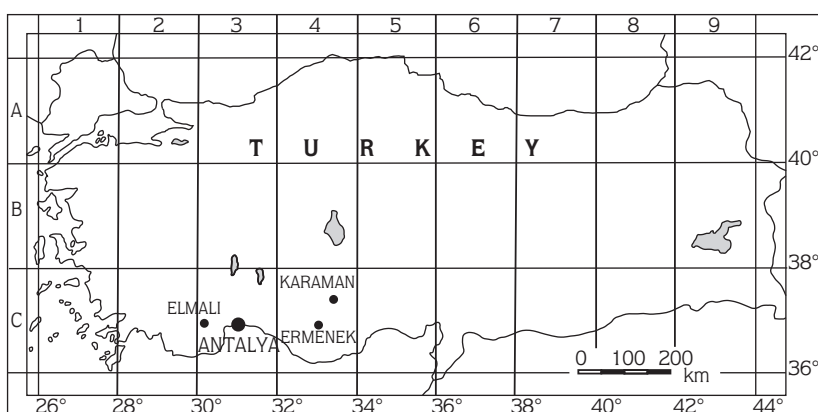 1 2 3 4 5 6 7 8 9
42°
A
T U R K E Y
40°
B
38°
KARAMAN
ELMALI
C
ANTALYA
ERMENEK
0 100 200
km
36°
26° 28° 30° 32° 34° 36° 38° 40° 42° 44°